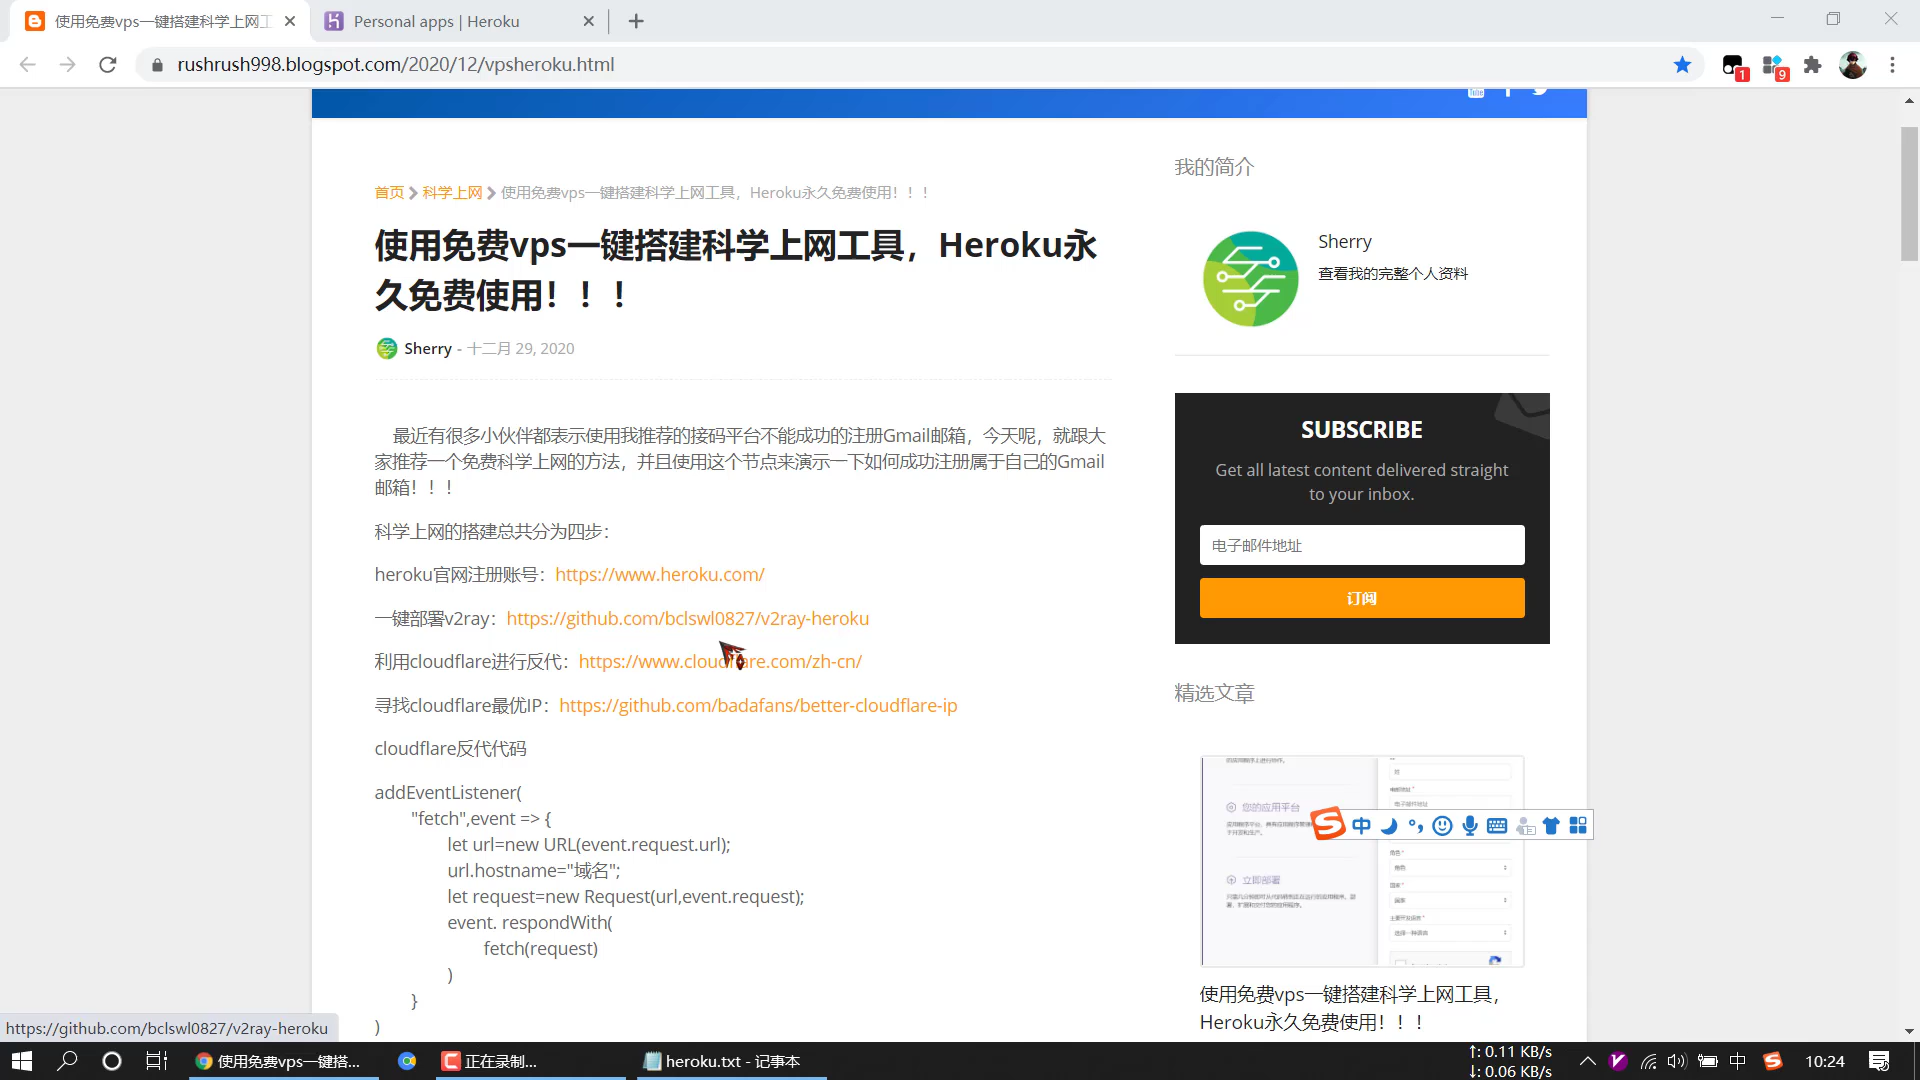 使用免费vps一键搭建科学上网工
Personal apps | Heroku
rushrush998.blogspot.com/2020/12/vpsheroku.html
1
9
首页 科学上网 使用免费vps一键搭建科学上网工具，Heroku永久免费使用！！！
使用免费vps一键搭建科学上网工具，Heroku永
久免费使用！！！
Sherry - 十二月 29, 2020
最近有很多小伙伴都表示使用我推荐的接码平台不能成功的注册Gmail邮箱，今天呢，就跟大
家推荐一个免费科学上网的方法，并且使用这个节点来演示一下如何成功注册属于自己的Gmail
邮箱！！！
科学上网的搭建总共分为四步：
heroku官网注册账号：https://www.heroku.com/
一键部署v2ray：https://github.com/bclswl0827/v2ray-heroku
利用cloudflare进行反代：https://www.cloudflare.com/zh-cn/
寻找cloudflare最优IP：https://github.com/badafans/better-cloudflare-ip
cloudflare反代代码
addEventListener(
"fetch",event => {
let url=new URL(event.request.url);
url.hostname="域名";
let request=new Request(url,event.request);
event. respondWith(
fetch(request)
)
}
)
我的简介
Sherry
查看我的完整个人资料
SUBSCRIBE
Get all latest content delivered straight
to your inbox.
电子邮件地址
订阅
精选文章
您的应用平台
立即部署
中
使用免费vps一键搭建科学上网工具，
Heroku永久免费使用！！！
https://github.com/bclswl0827/v2ray-heroku
使用免费vps一键搭...
正在录制...
heroku.txt - 记事本
↑: 0.11 KB/s
↓: 0.06 KB/s
中
10:24